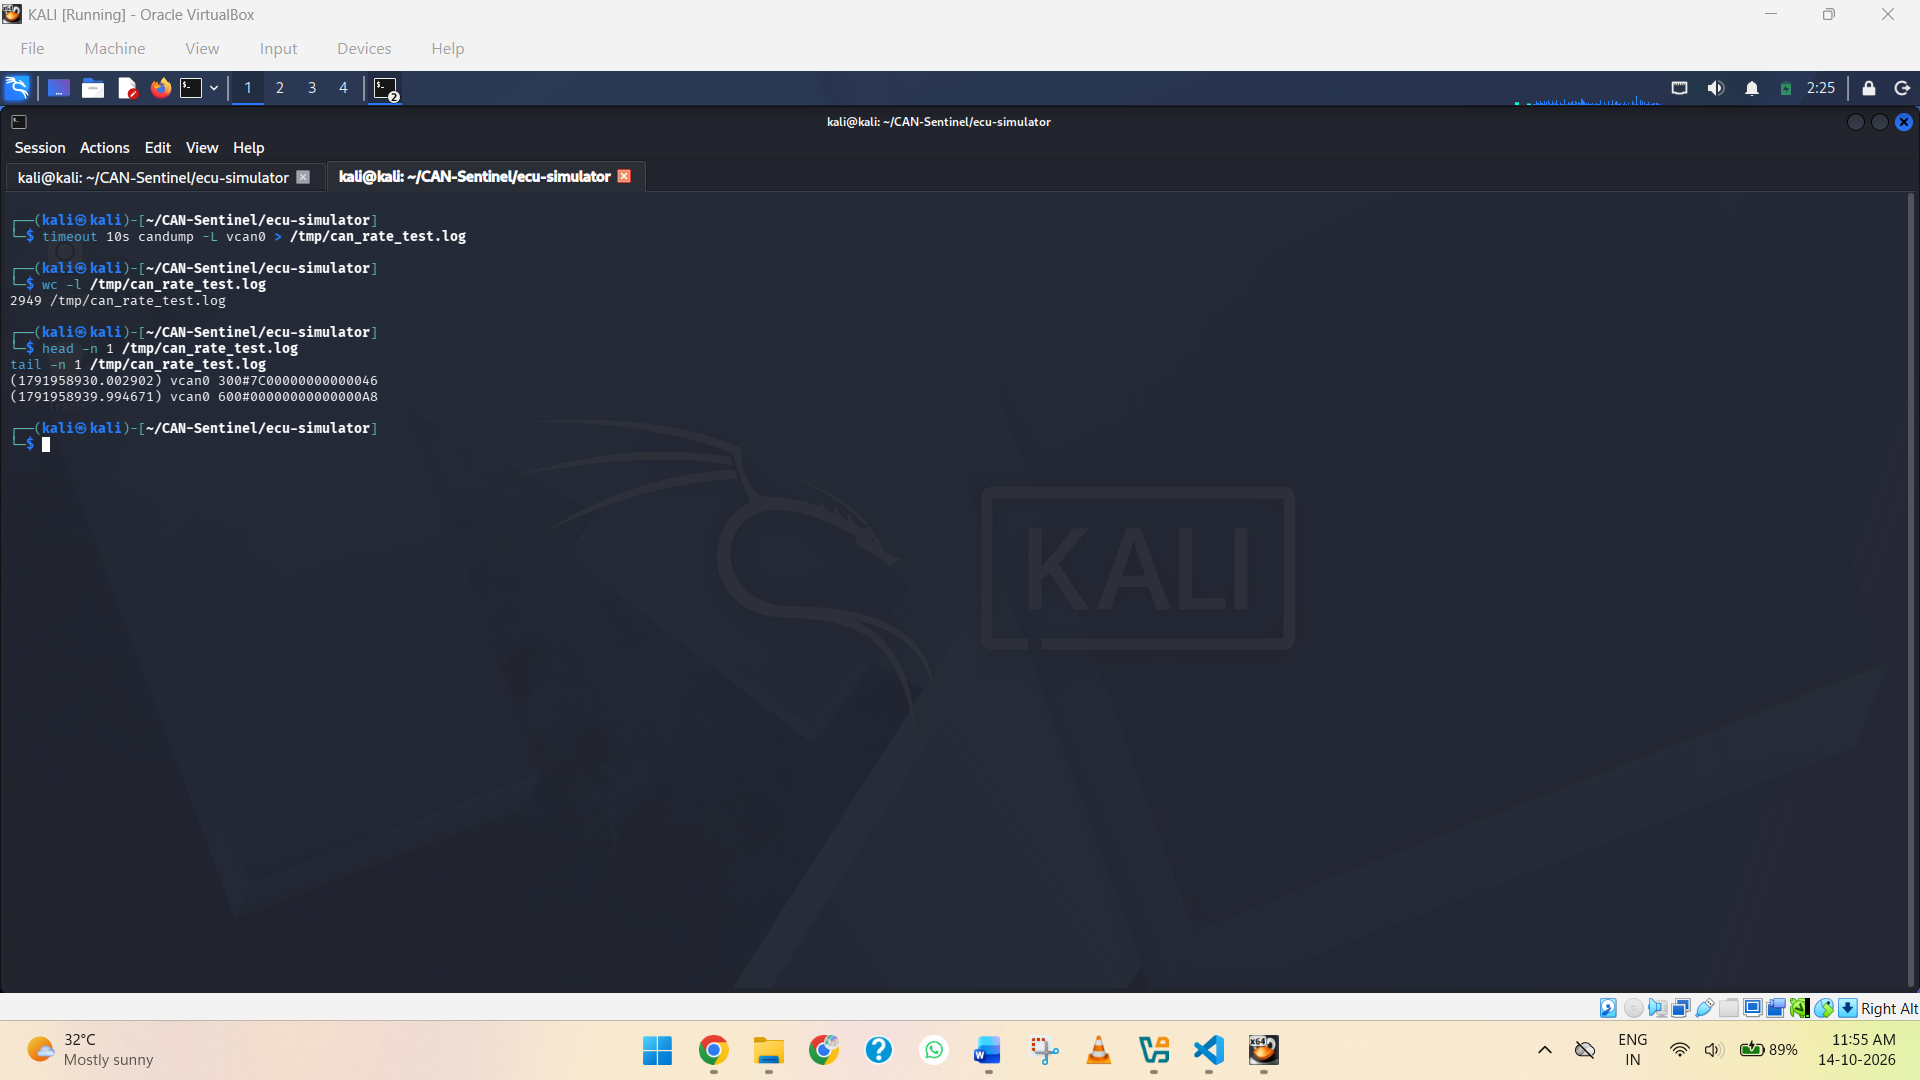 KALI [Running] - Oracle VirtualBox
File Machine View Input Devices Help
1 2 3 4 2 2:25
kali@kali: ~/CAN-Sentinel/ecu-simulator
Session Actions Edit View Help
kali@kali: ~/CAN-Sentinel/ecu-simulator kali@kali: ~/CAN-Sentinel/ecu-simulator
┌──(kali㉿kali)-[~/CAN-Sentinel/ecu-simulator]
└─$ timeout 10s candump -L vcan0 > /tmp/can_rate_test.log
┌──(kali㉿kali)-[~/CAN-Sentinel/ecu-simulator]
└─$ wc -l /tmp/can_rate_test.log
2949 /tmp/can_rate_test.log
┌──(kali㉿kali)-[~/CAN-Sentinel/ecu-simulator]
└─$ head -n 1 /tmp/can_rate_test.log
tail -n 1 /tmp/can_rate_test.log
(1791958930.002902) vcan0 300#7C00000000000046
(1791958939.994671) vcan0 600#00000000000000A8
┌──(kali㉿kali)-[~/CAN-Sentinel/ecu-simulator]
└─$
KALI
Right Alt
32°C
Mostly sunny
ENG
IN
89%
11:55 AM
14-10-2026